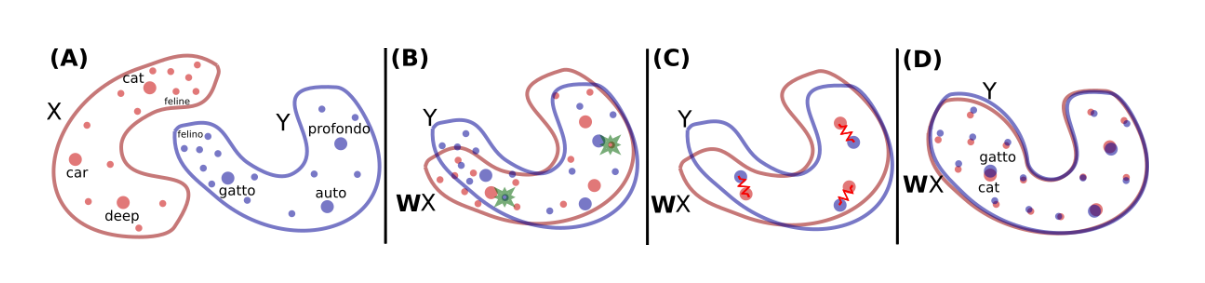 (A)
X
cat
feline
car
deep
Y
felino
profondo
gatto
auto
(B)
Y
WX
(C)
Y
WX
(D)
Y
gatto
cat
WX